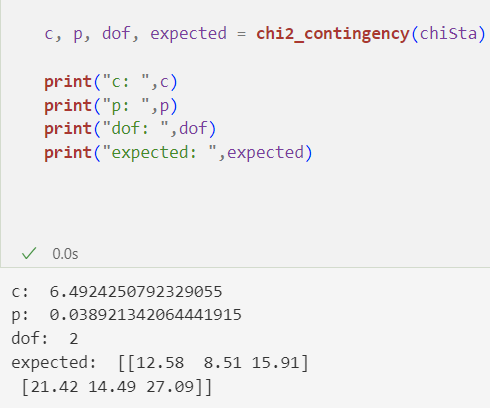 c, p, dof, expected = chi2_contingency(chiSta)
print("c: ",c)
print("p: ",p)
print("dof: ",dof)
print("expected: ",expected)
0.0s
c:  6.4924250792329055
p:  0.038921342064441915
dof:  2
expected:  [[12.58  8.51 15.91]
 [21.42 14.49 27.09]]